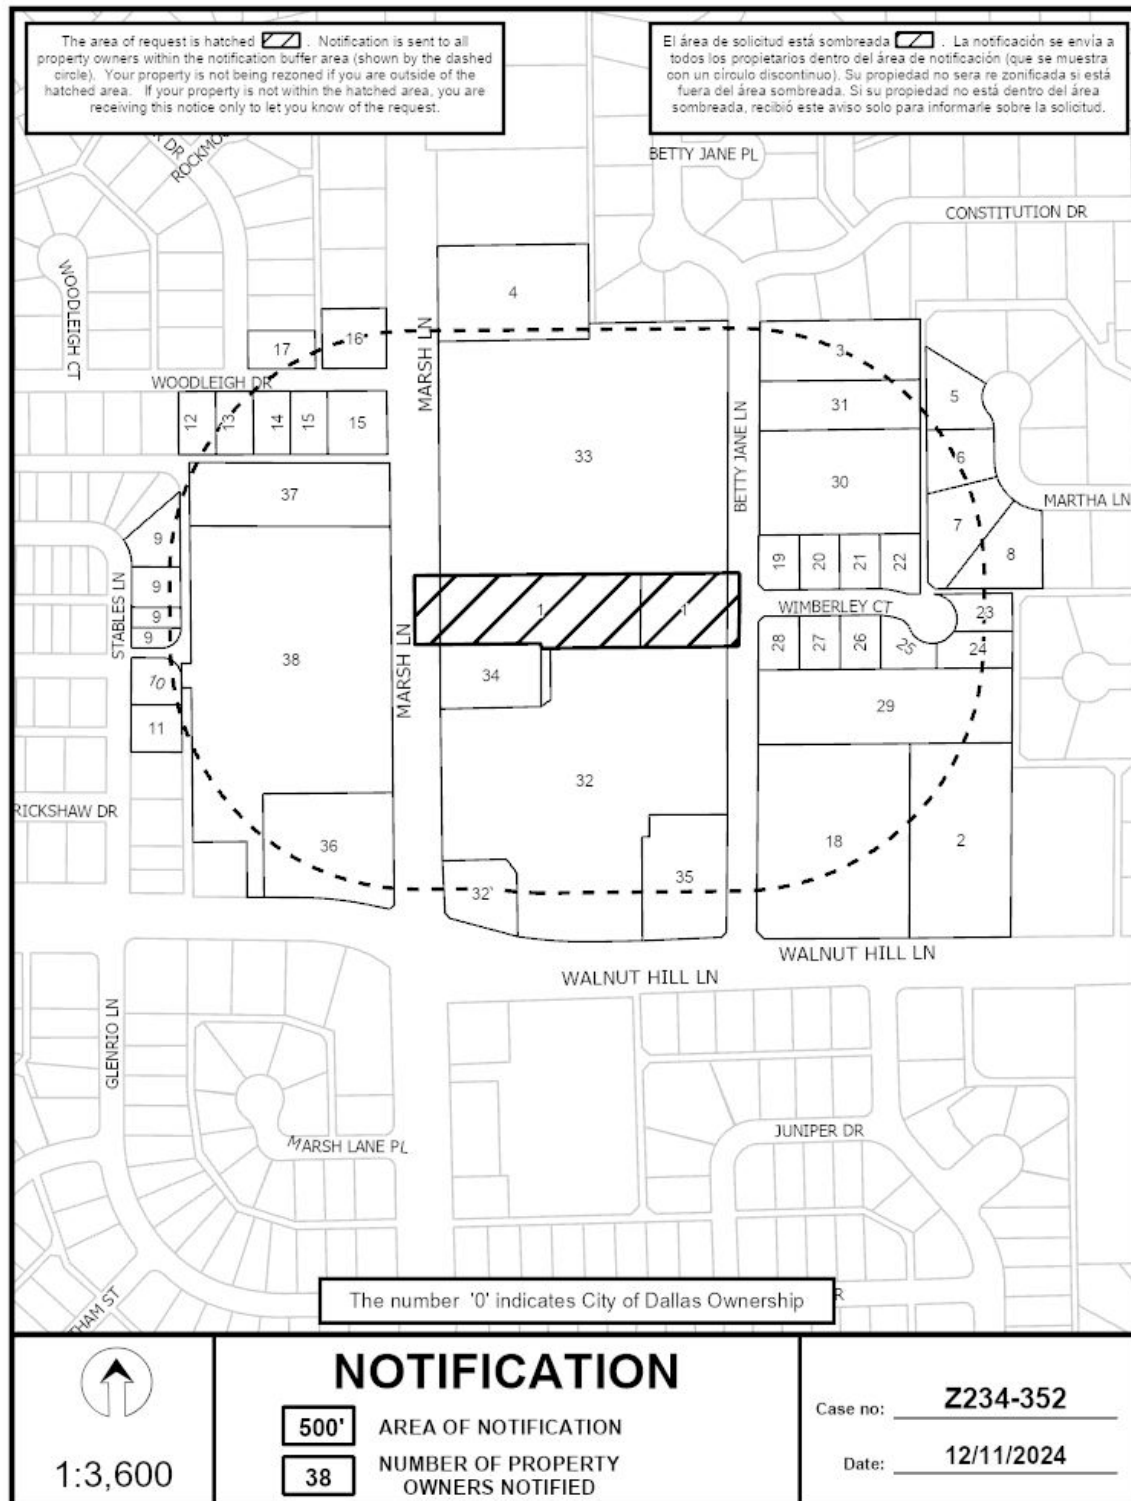 The area of request is hatched . Notification is sent to all
property owners within the notification buffer area (shown by the dashed
circle). Your property is not being rezoned if you are outside of the
hatched area. If your property is not within the hatched area, you are
receiving this notice only to let you know of the request.
El área de solicitud está sombreada . La notificación se envía a
todos los propietarios dentro del área de notificación (que se muestra
con un círculo discontinuo). Su propiedad no sera re zonificada si está
fuera del área sombreada. Si su propiedad no está dentro del área
sombreada, recibió este aviso solo para informarle sobre la solicitud.
DR
BETTY JANE PL
CONSTITUTION DR
WOODLEIGH CT
4
MARSH LN
16
17
3
WOODLEIGH DR
5
12
13
14
15
15
31
BETTY JANE LN
33
6
30
37
MARTHA LN
7
9
8
19
20
21
22
STABLES LN
9
9
9
1
1
WIMBERLEY CT
23
28
27
26
25
24
38
MARSH LN
34
10
29
11
32
RICKSHAW DR
36
18
2
35
32
WALNUT HILL LN
WALNUT HILL LN
GLENRIO LN
JUNIPER DR
MARSH LANE PL
The number '0' indicates City of Dallas Ownership
R
THAM ST
NOTIFICATION
1:3,600
500' AREA OF NOTIFICATION
38 NUMBER OF PROPERTY
OWNERS NOTIFIED
Case no: Z234-352
Date: 12/11/2024